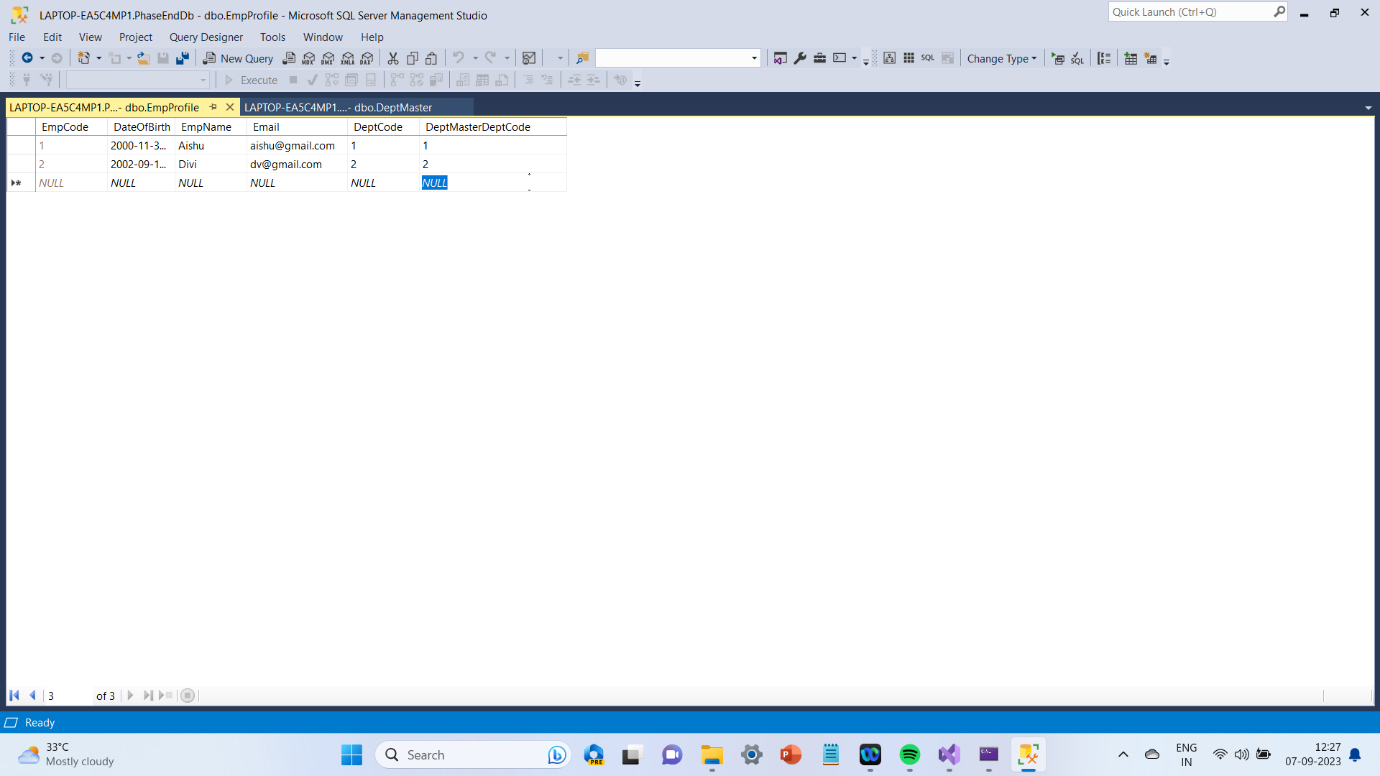 LAPTOP-EA5C4MP1.PhaseEndDb - dbo.EmpProfile - Microsoft SQL Server Management Studio
Quick Launch (Ctrl+Q)
File Edit View Project Query Designer Tools Window Help
New Query Change Type
Execute
LAPTOP-EA5C4MP1.P...- dbo.EmpProfile LAPTOP-EA5C4MP1....- dbo.DeptMaster
EmpCode DateOfBirth EmpName Email DeptCode DeptMasterDeptCode
1 2000-11-3... Aishu aishu@gmail.com 1 1
2 2002-09-1... Divi dv@gmail.com 2 2
NULL NULL NULL NULL NULL NULL
3 of 3
Ready
33°C
Mostly cloudy
Search
ENG
IN
12:27
07-09-2023